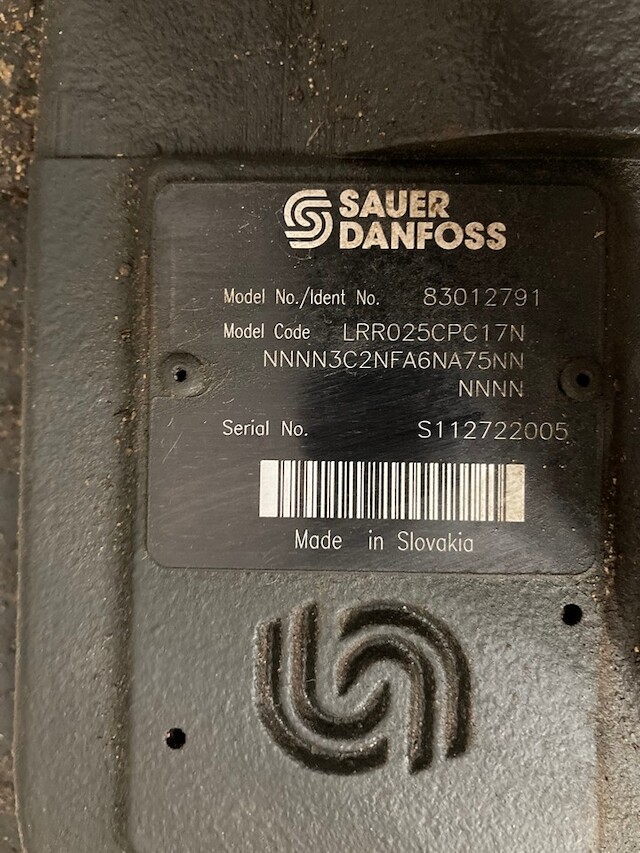 SAUER
DANFOSS
Model No./Ident No. 83012791
Model Code LRR025CPC17N
NNNN3C2NFA6NA75NN
NNNN
Serial No. S112722005
Made in Slovakia